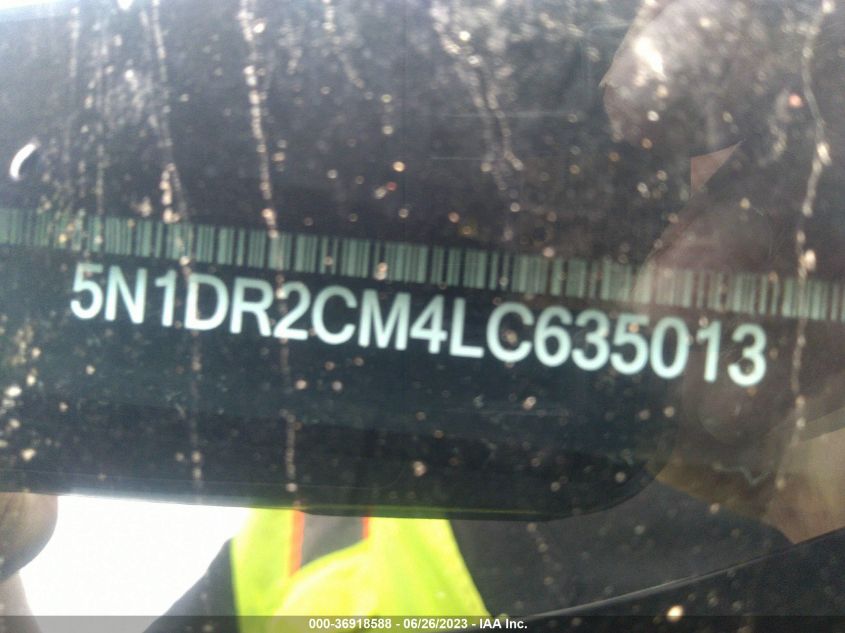 5N1DR2CM4LC635013
000-36918588 - 06/26/2023 - IAA Inc.